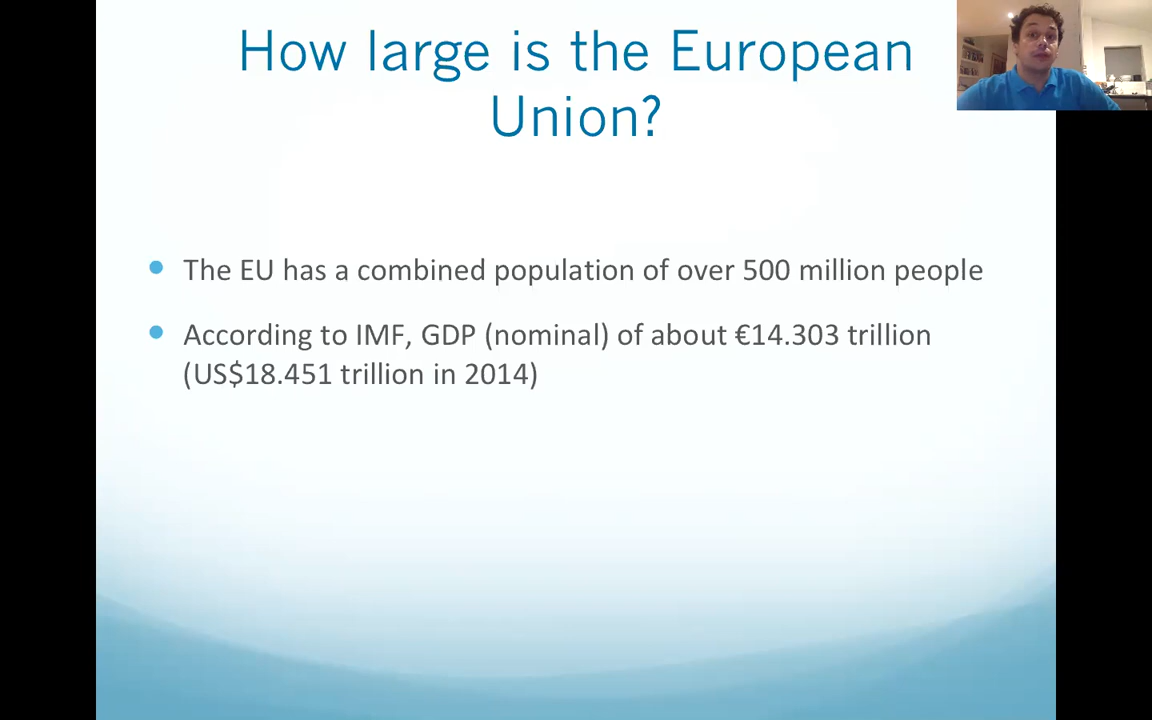 How large is the European
Union?
The EU has a combined population of over 500 million people
According to IMF, GDP (nominal) of about €14.303 trillion
(US$18.451 trillion in 2014)